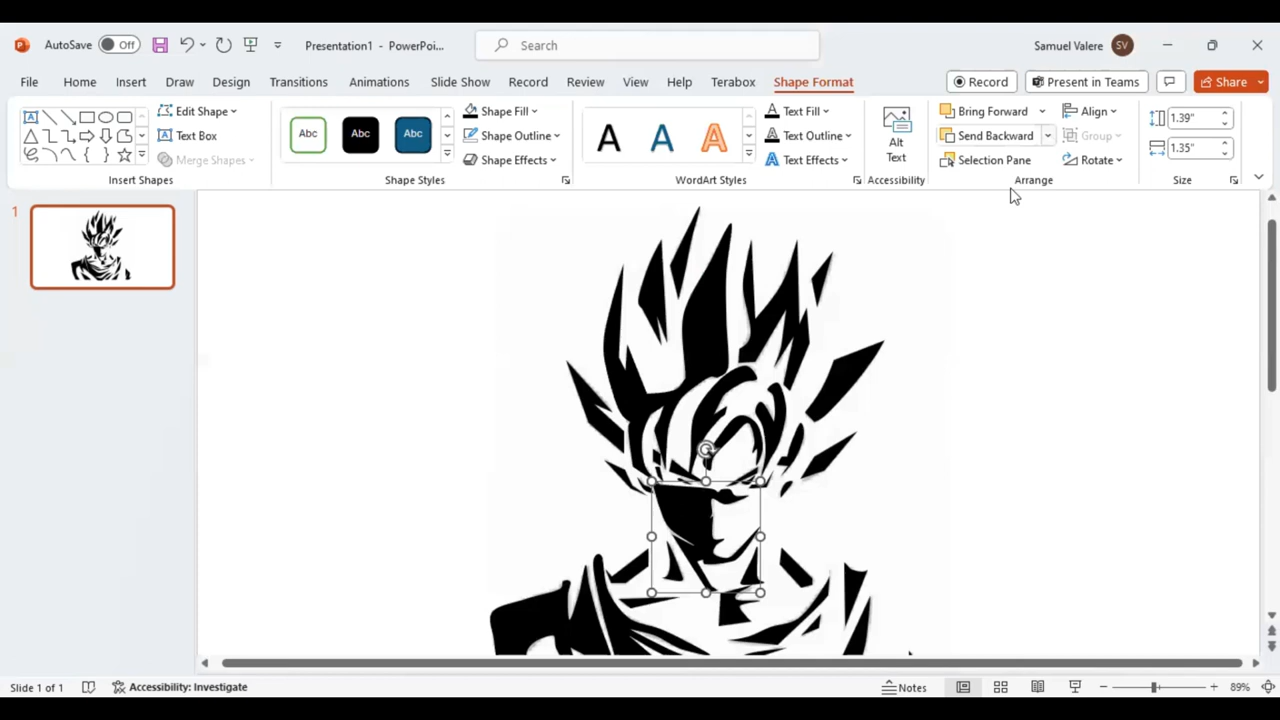 AutoSave Off Presentation1 - PowerPoi... Search Samuel Valere SV
File Home Insert Draw Design Transitions Animations Slide Show Record Review View Help Terabox Shape Format Record Present in Teams Share
Edit Shape
Text Box
Merge Shapes
Insert Shapes
Abc Abc Abc
Shape Fill
Shape Outline
Shape Effects
Shape Styles
A A A
Text Fill
Text Outline
Text Effects
WordArt Styles
Alt
Text
Accessibility
Bring Forward
Send Backward
Selection Pane
Align
Group
Rotate
Arrange
1.39"
1.35"
Size
1
Slide 1 of 1 Accessibility: Investigate Notes 89%